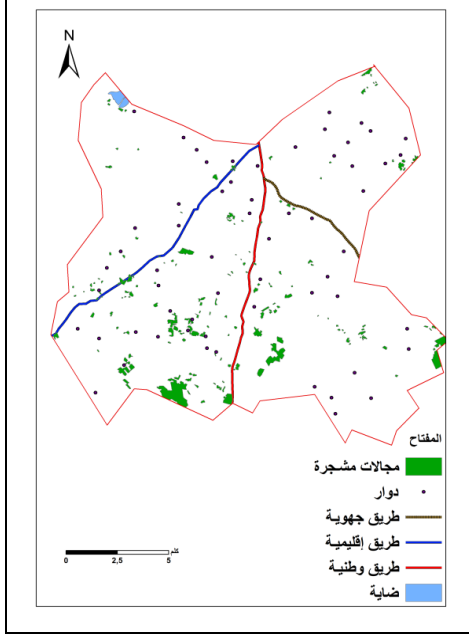 N
المفتاح
مجالات مشجرة
دوار
طريق جهوية
طريق إقليمية
طريق وطنية
ضاية
كلم
0 2,5 5